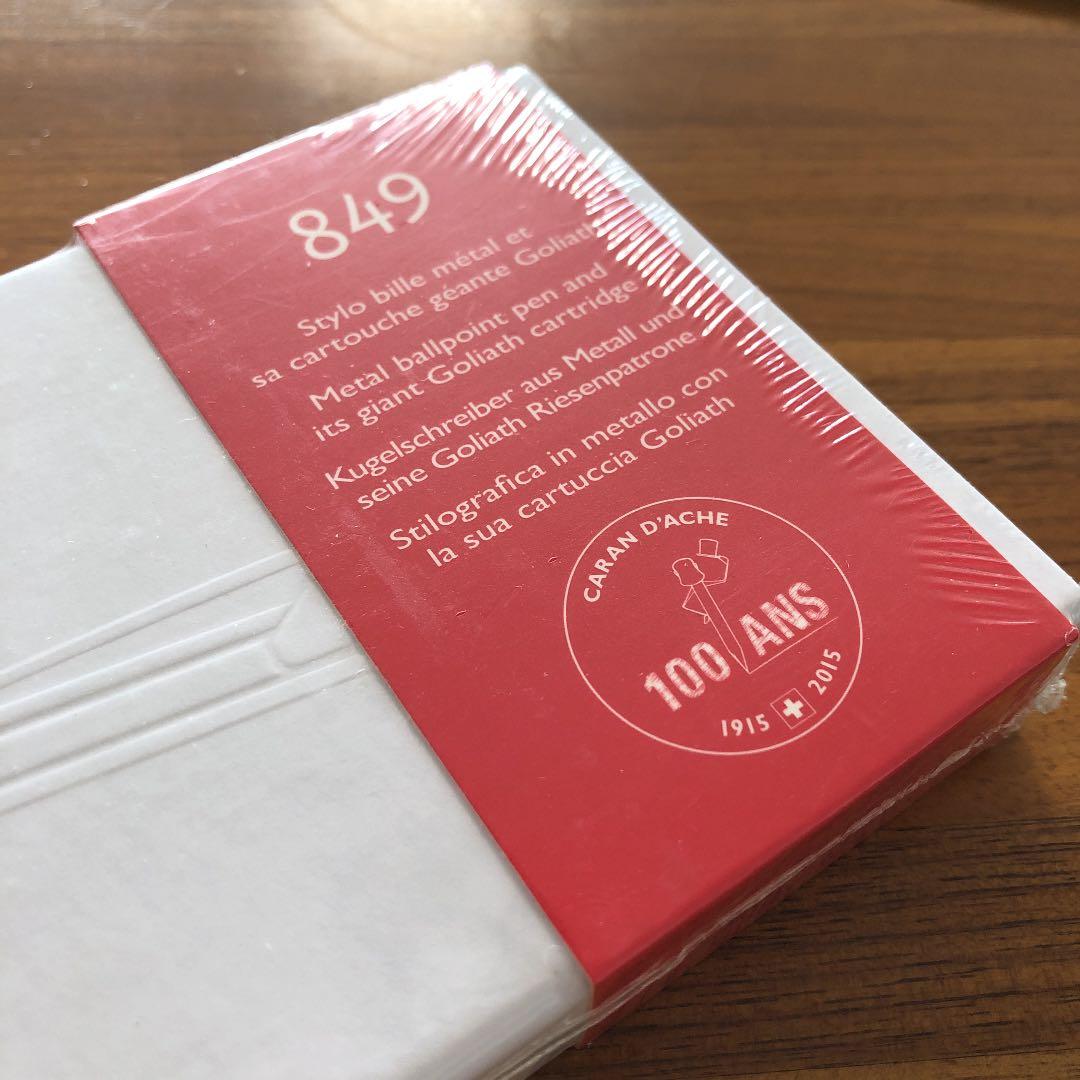 849
Stylo bille métal et
sa cartouche géante Goliath
Metal ballpoint pen and
its giant Goliath cartridge
Kugelschreiber aus Metall und
seine Goliath Riesenpatrone
Stilografica in metallo con
la sua cartuccia Goliath
CARAN D'ACHE
100 ANS
1915 2015